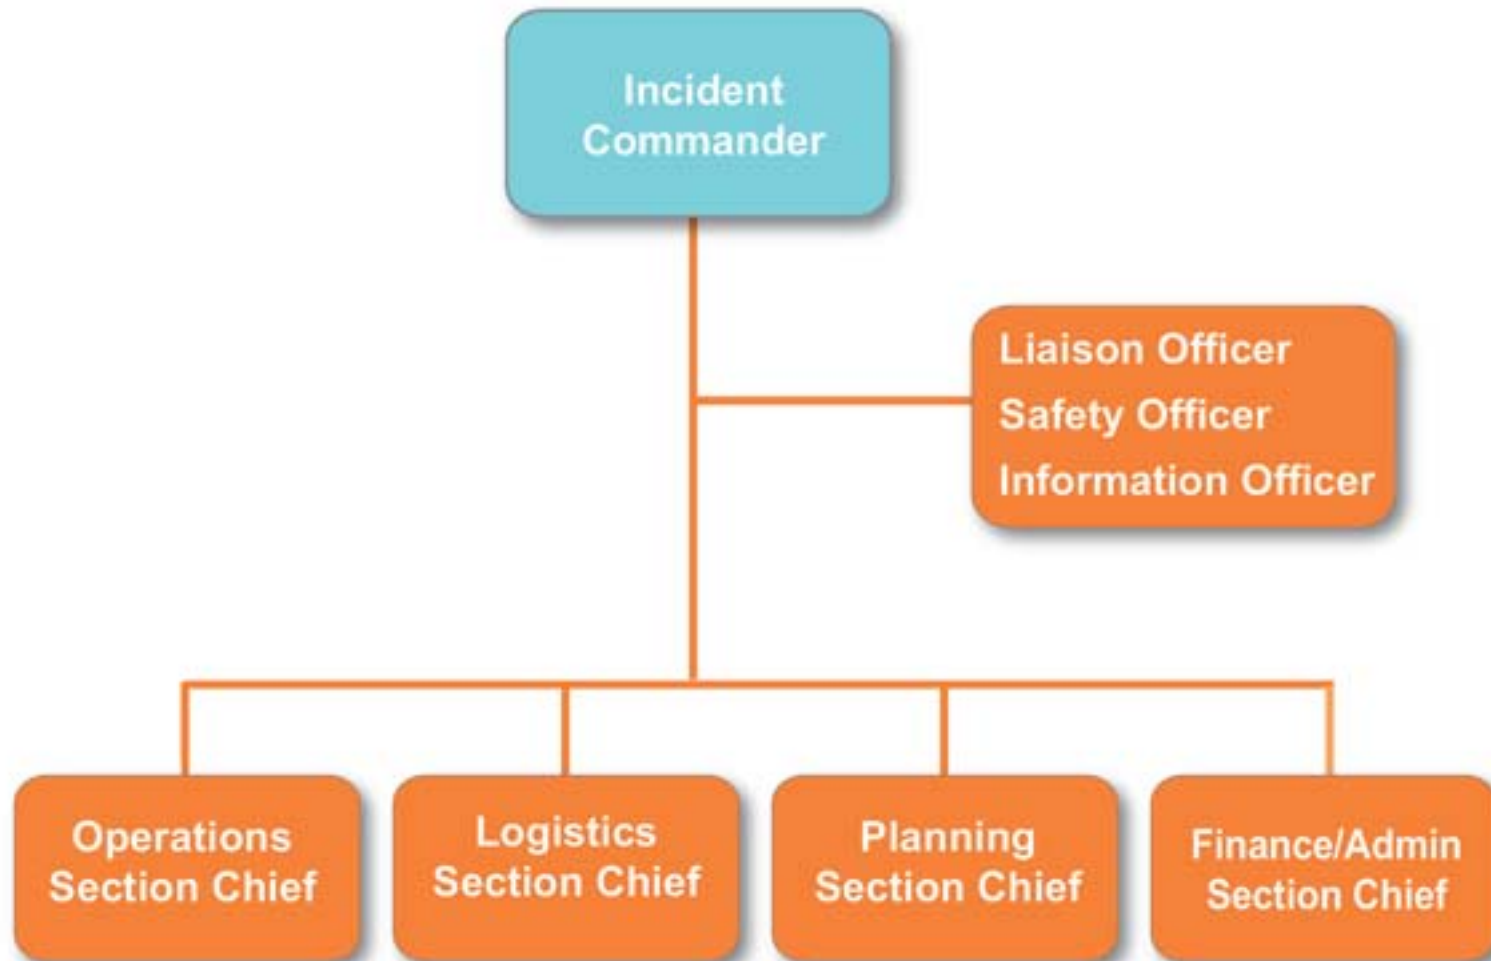 Incident
Commander
Liaison Officer
Safety Officer
Information Officer
Operations
Section Chief
Logistics
Section Chief
Planning
Section Chief
Finance/Admin
Section Chief